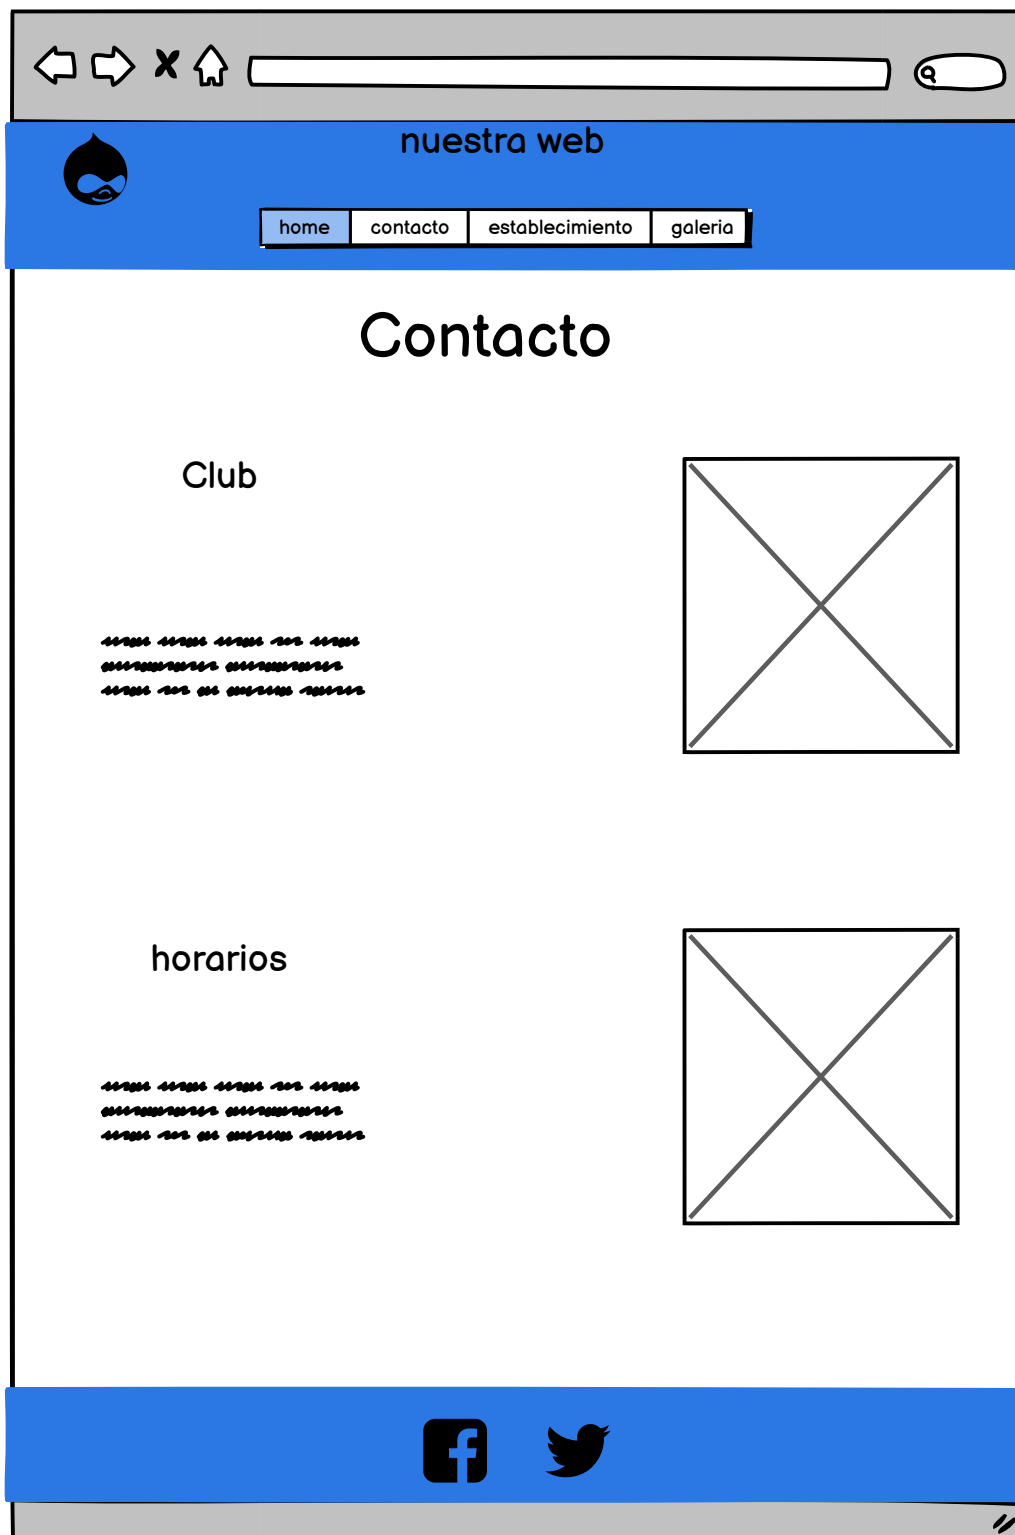 nuestra web
home contacto establecimiento galeria
Contacto
Club
horarios